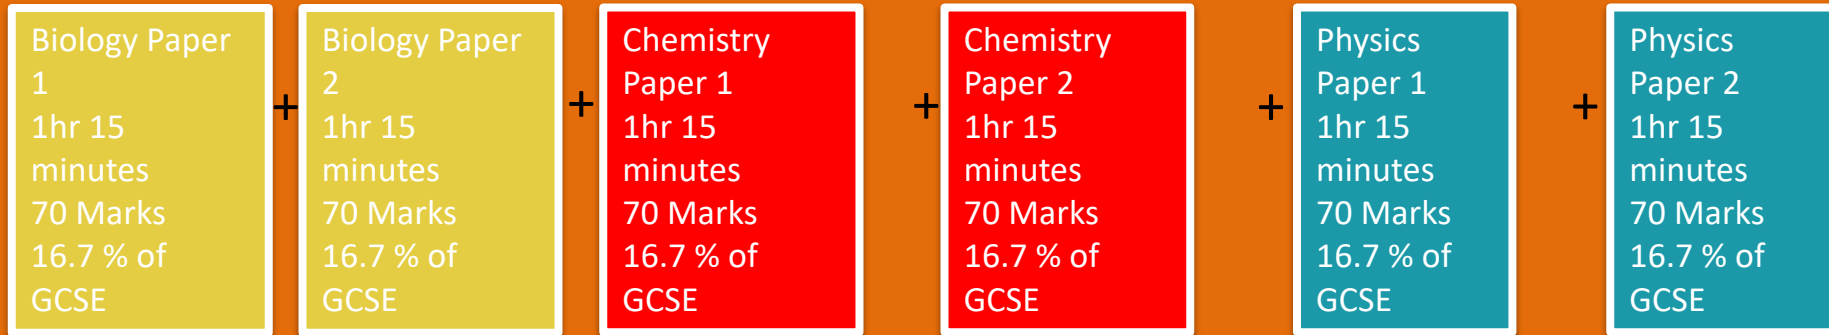 Biology Paper
1
1hr 15
minutes
70 Marks
16.7 % of
GCSE
+
Biology Paper
2
1hr 15
minutes
70 Marks
16.7 % of
GCSE
+
Chemistry
Paper 1
1hr 15
minutes
70 Marks
16.7 % of
GCSE
+
Chemistry
Paper 2
1hr 15
minutes
70 Marks
16.7 % of
GCSE
+
Physics
Paper 1
1hr 15
minutes
70 Marks
16.7 % of
GCSE
+
Physics
Paper 2
1hr 15
minutes
70 Marks
16.7 % of
GCSE